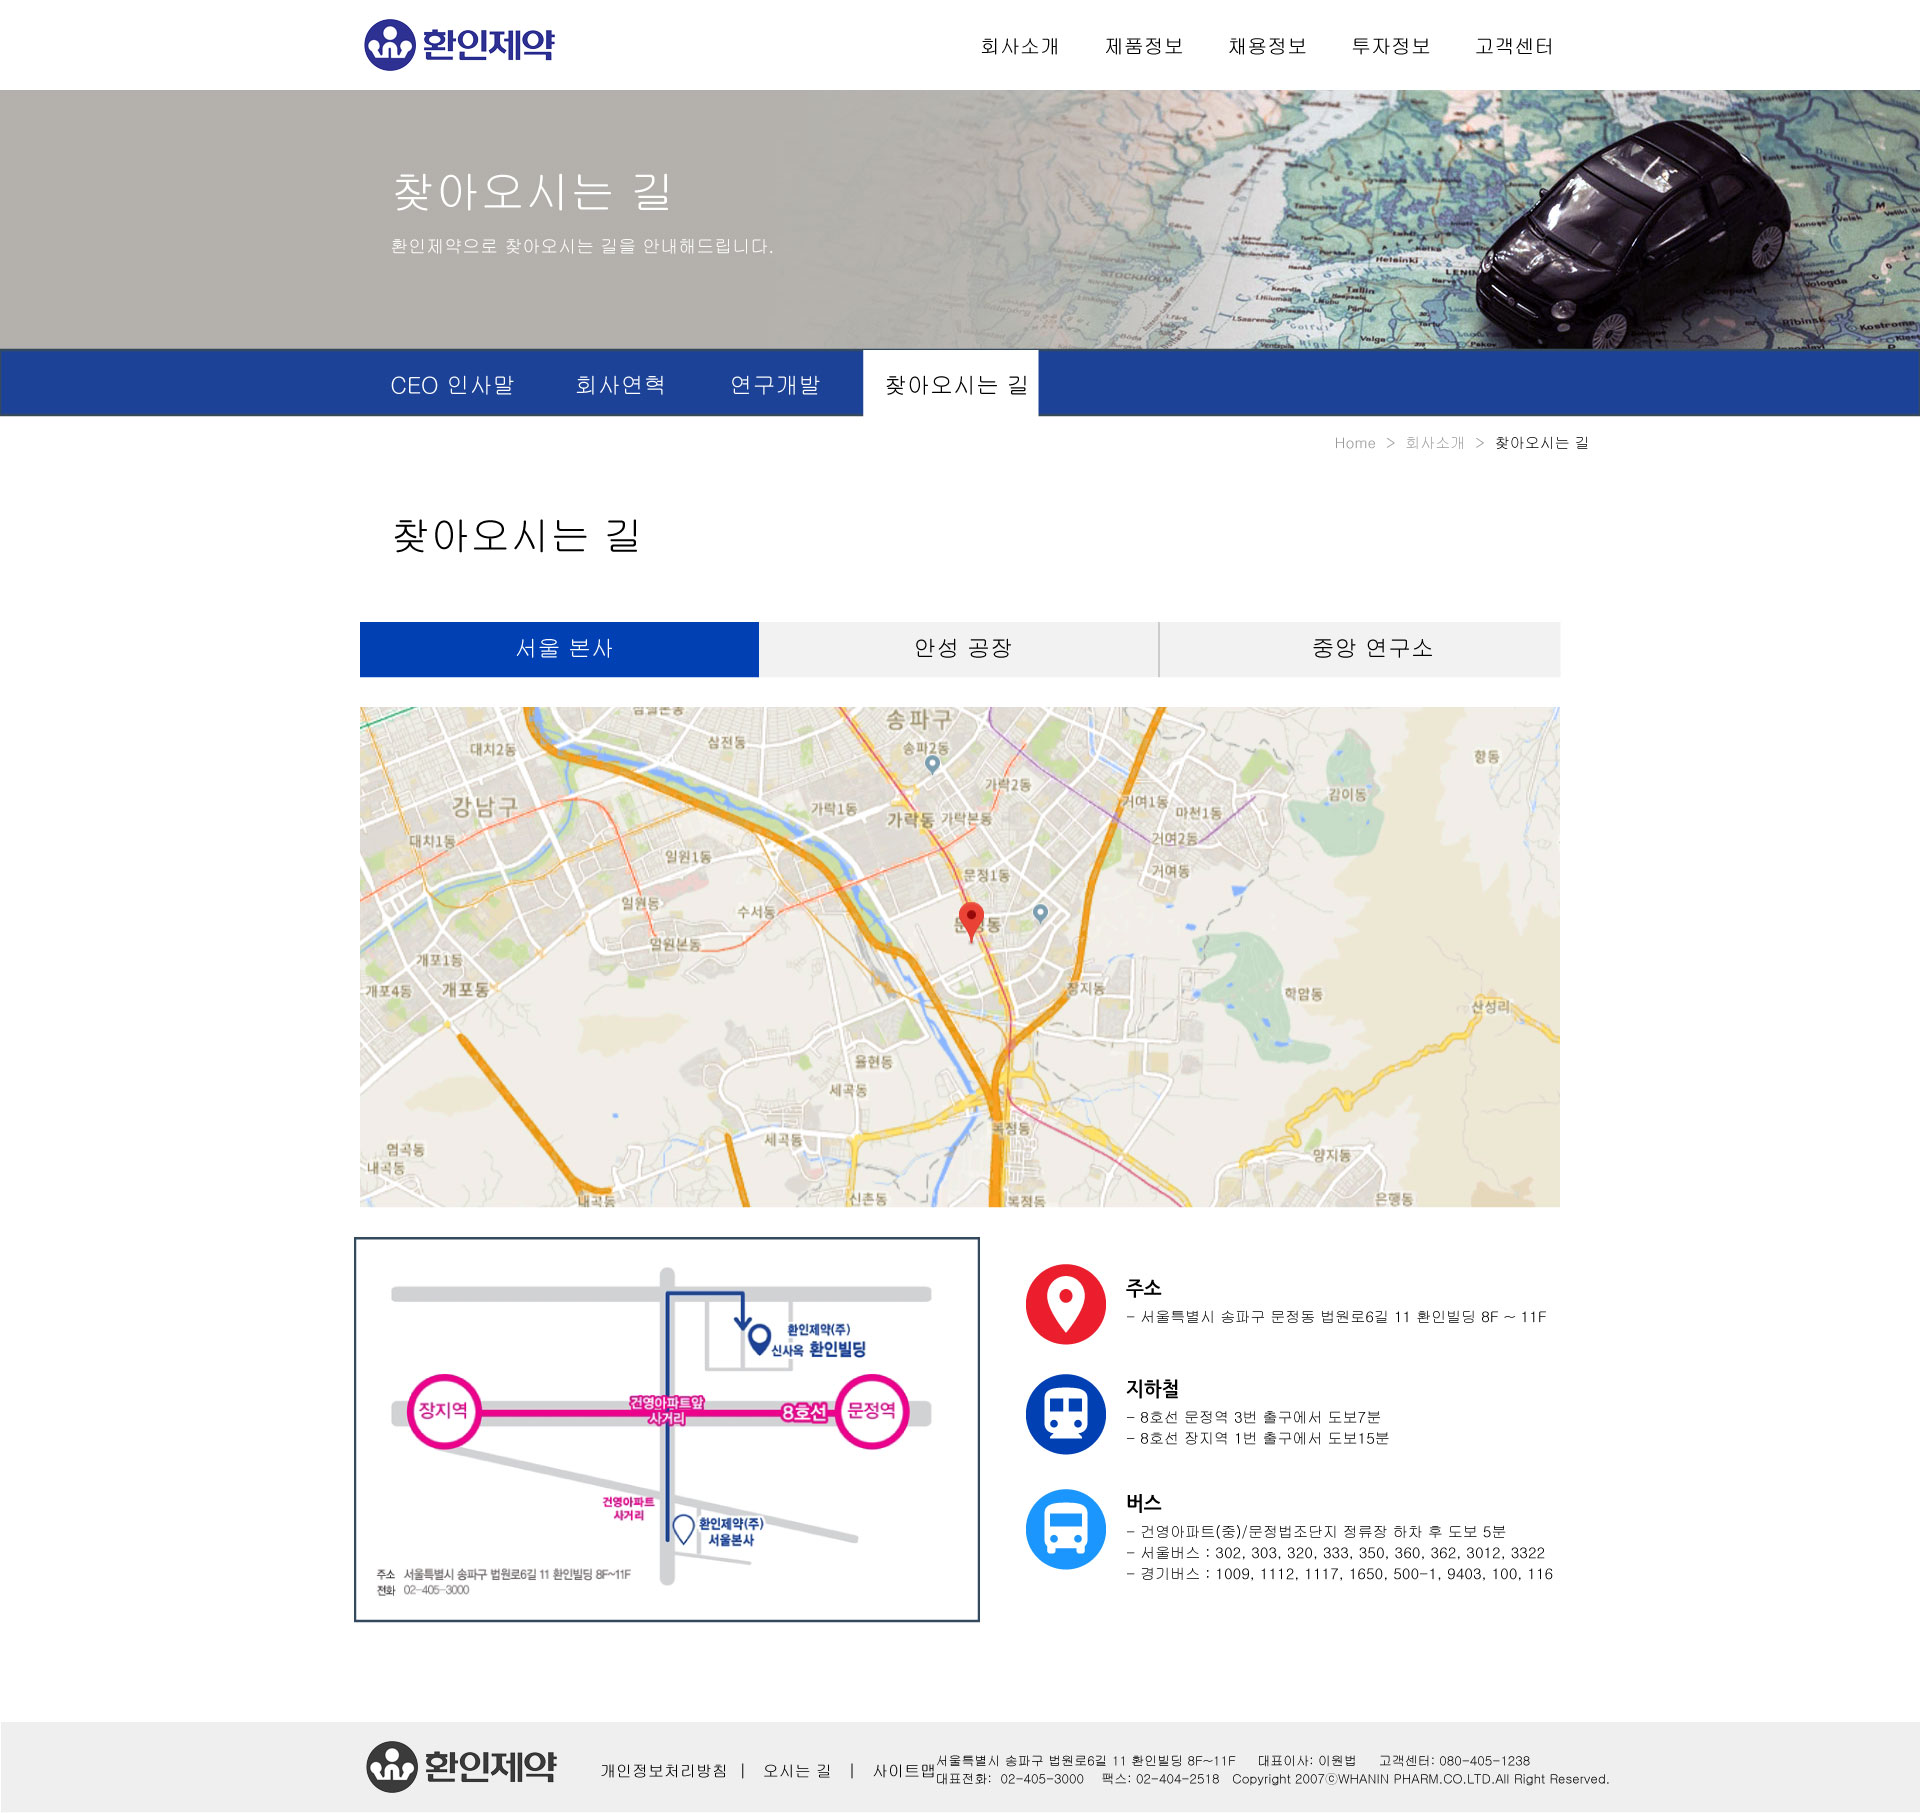 환인제약
회사소개 제품정보 채용정보 투자정보 고객센터
찾아오시는 길
환인제약으로 찾아오시는 길을 안내해드립니다.
STOCKHOLM
Helsinki
LENIN
Tallin
Narva
Tartu
Valga
Pskov
Vologda
Ribinsk
Kostroma
CEO 인사말 회사연혁 연구개발 찾아오시는 길
Home > 회사소개 > 찾아오시는 길
찾아오시는 길
서울 본사 안성 공장 중앙 연구소
송파구
대치2동
삼전동
송파2동
항동
강남구
가락1동
가락2동
거여1동
감이동
대치1동
가락동 가락본동
마천1동
거여2동
일원1동
문정1동
거여동
일원동
수서동
일원본동
개포1동
개포4동 개포동
장지동
학암동
산성리
율현동
세곡동
세곡동
복정동
염곡동
내곡동
양지동
내곡동
신촌동
복정동
은행동
환인제약(주)
신사옥 환인빌딩
장지역
건영아파트앞
사거리
8호선
문정역
건영아파트
사거리
환인제약(주)
서울본사
주소 서울특별시 송파구 법원로6길 11 환인빌딩 8F~11F
전화 02-405-3000
주소
- 서울특별시 송파구 문정동 법원로6길 11 환인빌딩 8F ~ 11F
지하철
- 8호선 문정역 3번 출구에서 도보7분
- 8호선 장지역 1번 출구에서 도보15분
버스
- 건영아파트(중)/문정법조단지 정류장 하차 후 도보 5분
- 서울버스 : 302, 303, 320, 333, 350, 360, 362, 3012, 3322
- 경기버스 : 1009, 1112, 1117, 1650, 500-1, 9403, 100, 116
환인제약
개인정보처리방침 | 오시는 길 | 사이트맵
서울특별시 송파구 법원로6길 11 환인빌딩 8F~11F 대표이사: 이원범 고객센터: 080-405-1238
대표전화: 02-405-3000 팩스: 02-404-2518 Copyright 2007ⓒWHANIN PHARM.CO.LTD.All Right Reserved.